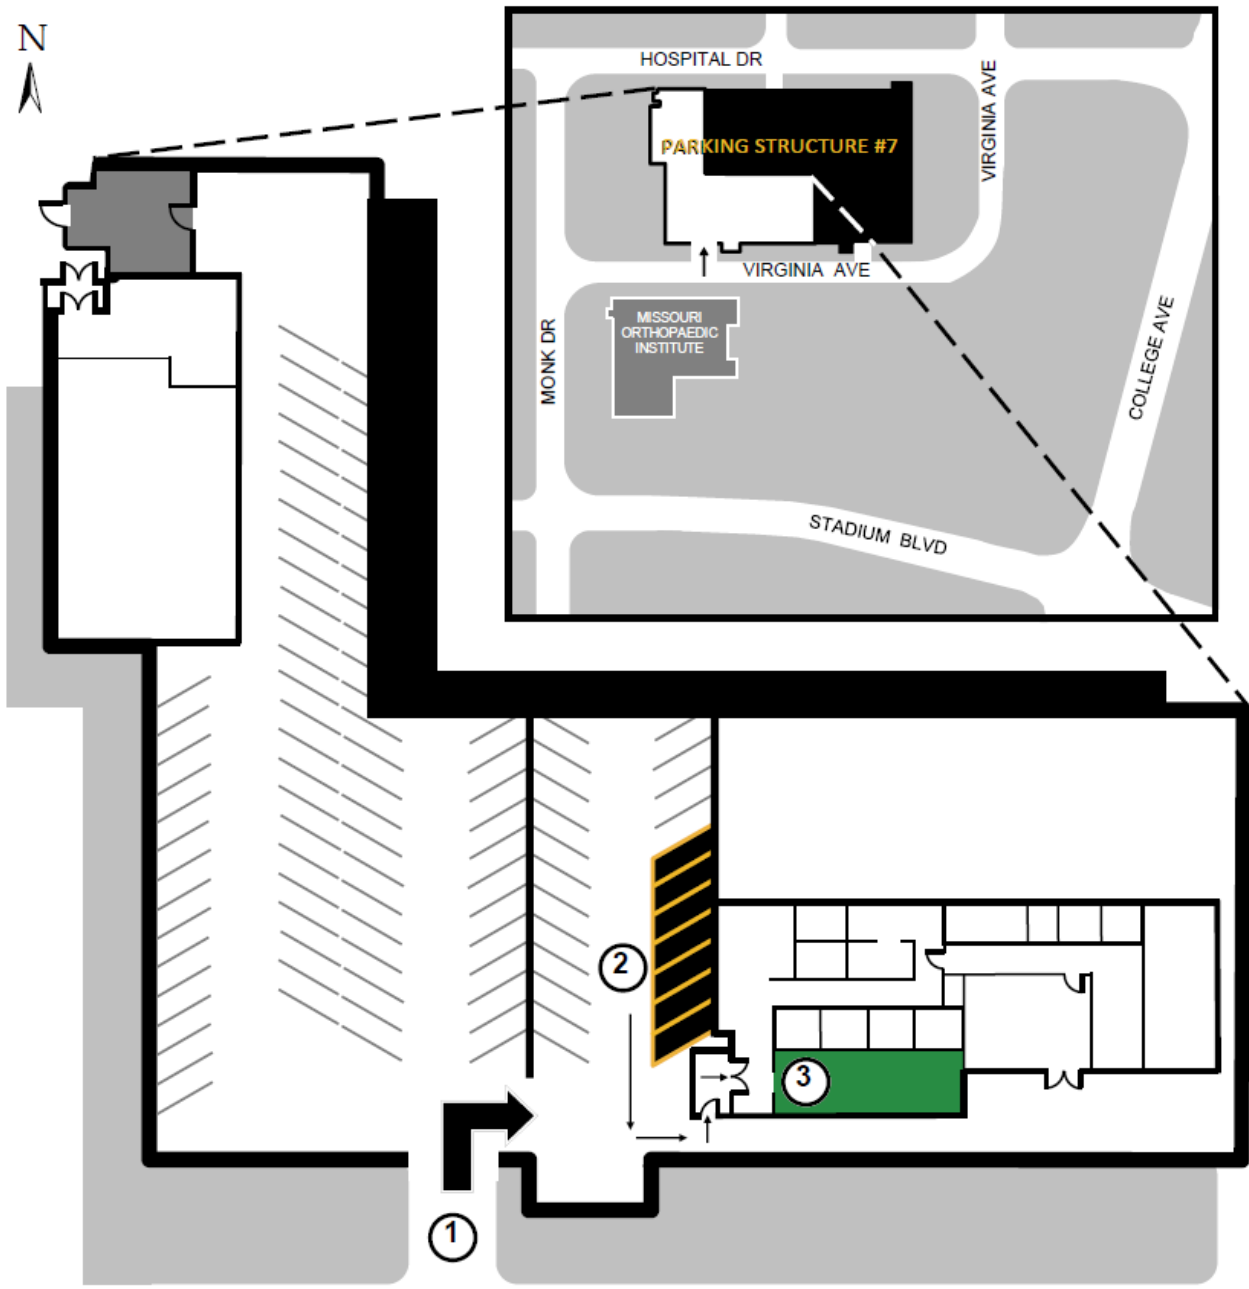 N
HOSPITAL DR
VIRGINIA AVE
PARKING STRUCTURE #7
VIRGINIA AVE
MISSOURI
ORTHOPAEDIC
INSTITUTE
MONK DR
COLLEGE AVE
STADIUM BLVD
2
3
1